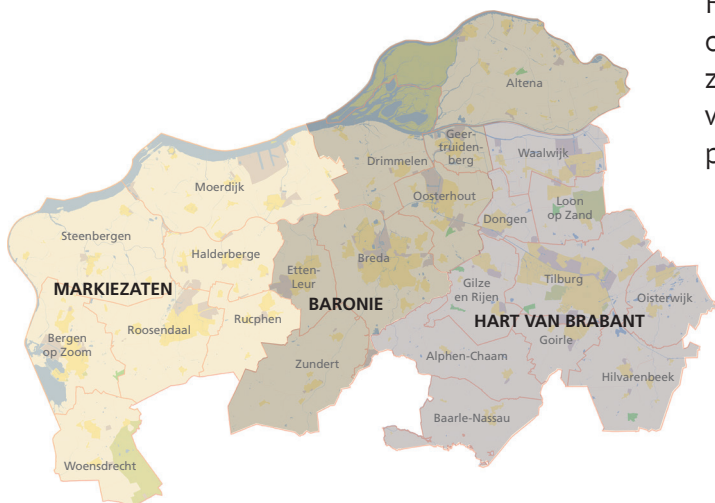 Altena
Geer-
truiden-
berg
Drimmelen
Waalwijk
Moerdijk
Oosterhout
Loon
op Zand
Dongen
Steenbergen
Halderberge
Etten-
Leur
Breda
Gilze
en Rijen
Tilburg
Oisterwijk
MARKIEZATEN
BARONIE
HART VAN BRABANT
Bergen
op Zoom
Roosendaal
Rucphen
Goirle
Zundert
Alphen-Chaam
Hilvarenbeek
Baarle-Nassau
Woensdrecht